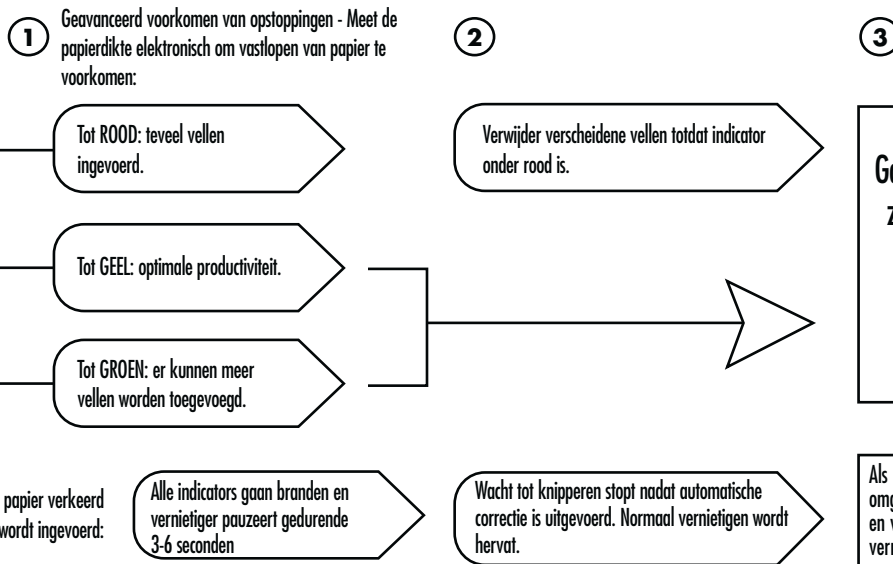 1
Geavanceerd voorkomen van opstoppingen - Meet de
papierdikte elektronisch om vastlopen van papier te
voorkomen:
2
3
Tot ROOD: teveel vellen
ingevoerd.
Verwijder verscheidene vellen totdat indicator
onder rood is.
Tot GEEL: optimale productiviteit.
Tot GROEN: er kunnen meer
vellen worden toegevoegd.
papier verkeerd
wordt ingevoerd:
Alle indicators gaan branden en
vernietiger pauzeert gedurende
3-6 seconden
Wacht tot knipperen stopt nadat automatische
correctie is uitgevoerd. Normaal vernietigen wordt
hervat.
Als